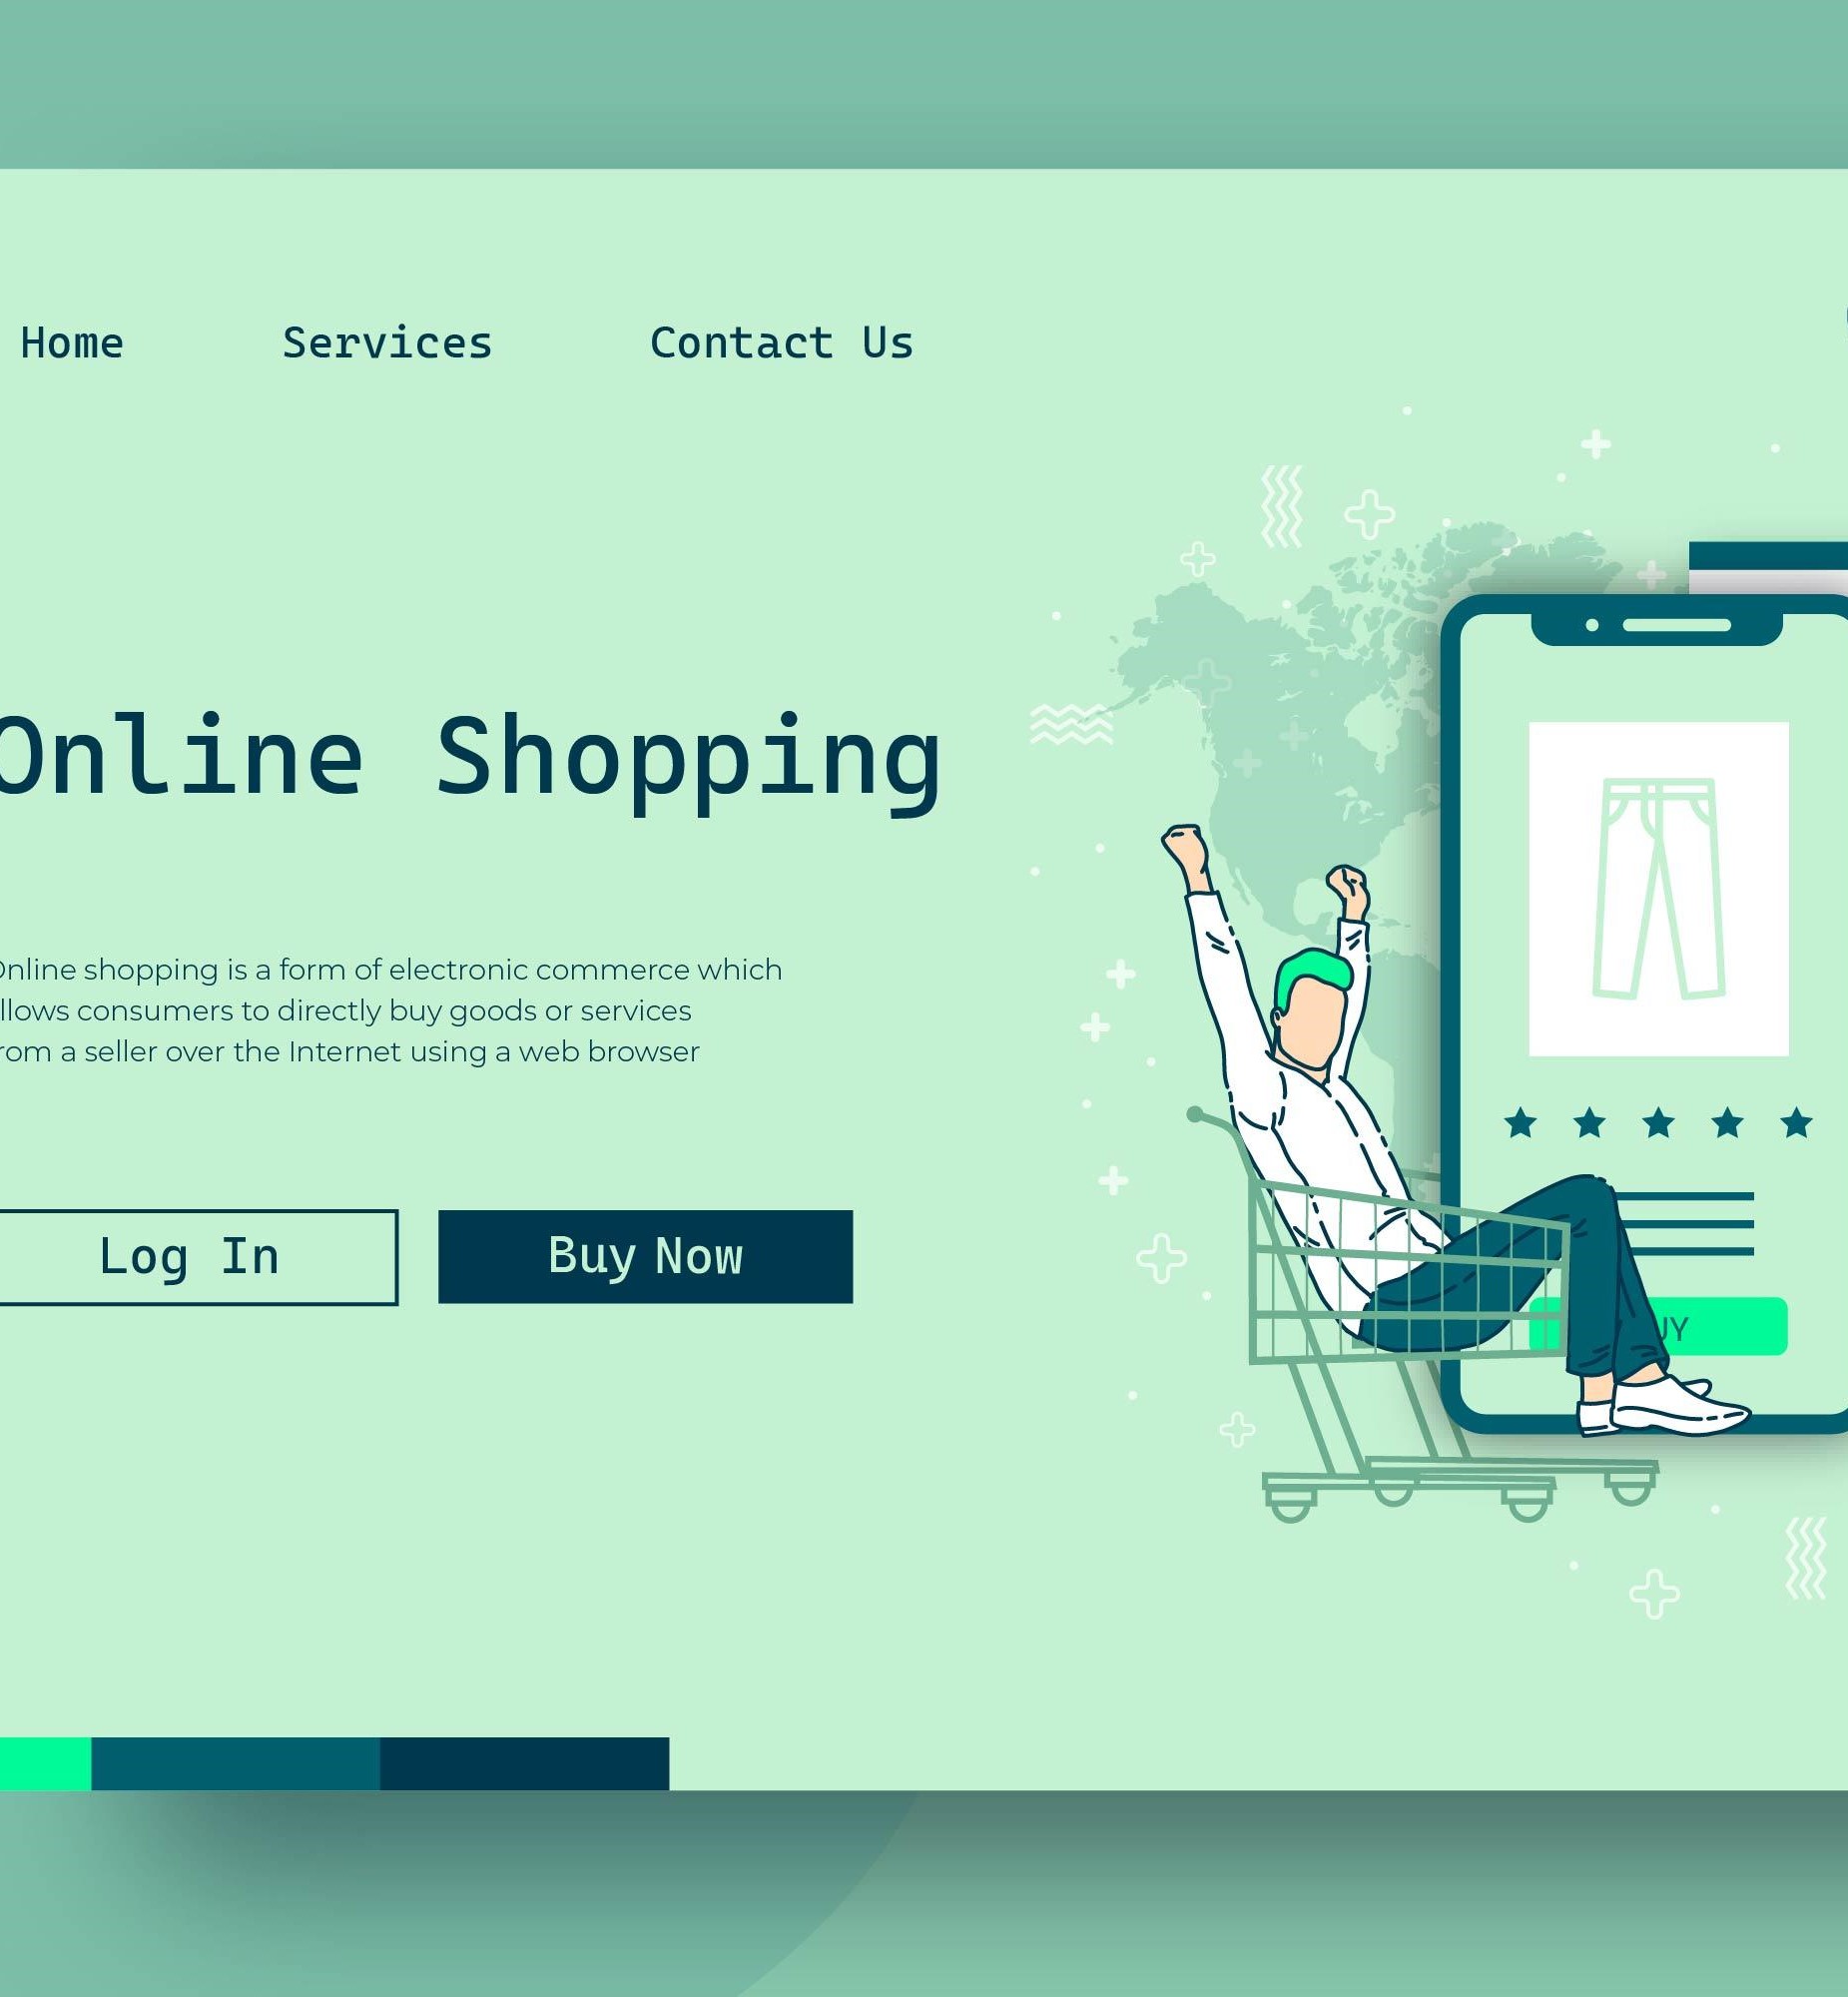 Home Services Contact Us
Online Shopping
Online shopping is a form of electronic commerce which
llows consumers to directly buy goods or services
rom a seller over the Internet using a web browser
Log In Buy Now
UY